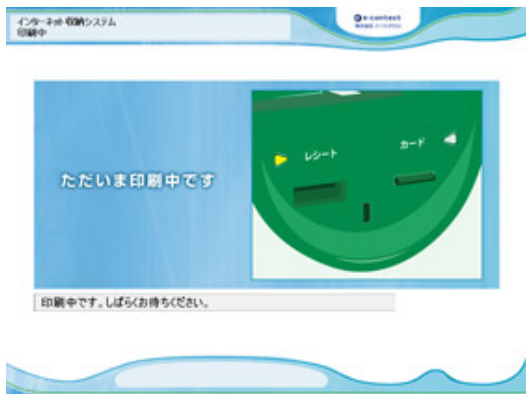 インターネット収納システム
印刷中
e-context
レシート
カード
ただいま印刷中です
印刷中です。しばらくお待ちください。